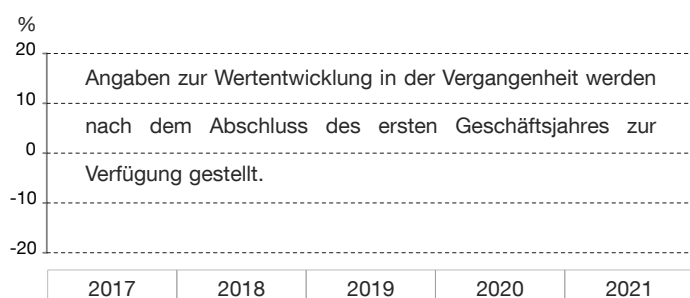 %
20
Angaben zur Wertentwicklung in der Vergangenheit werden
10
nach dem Abschluss des ersten Geschäftsjahres zur
0
Verfügung gestellt.
-10
-20
2017 2018 2019 2020 2021